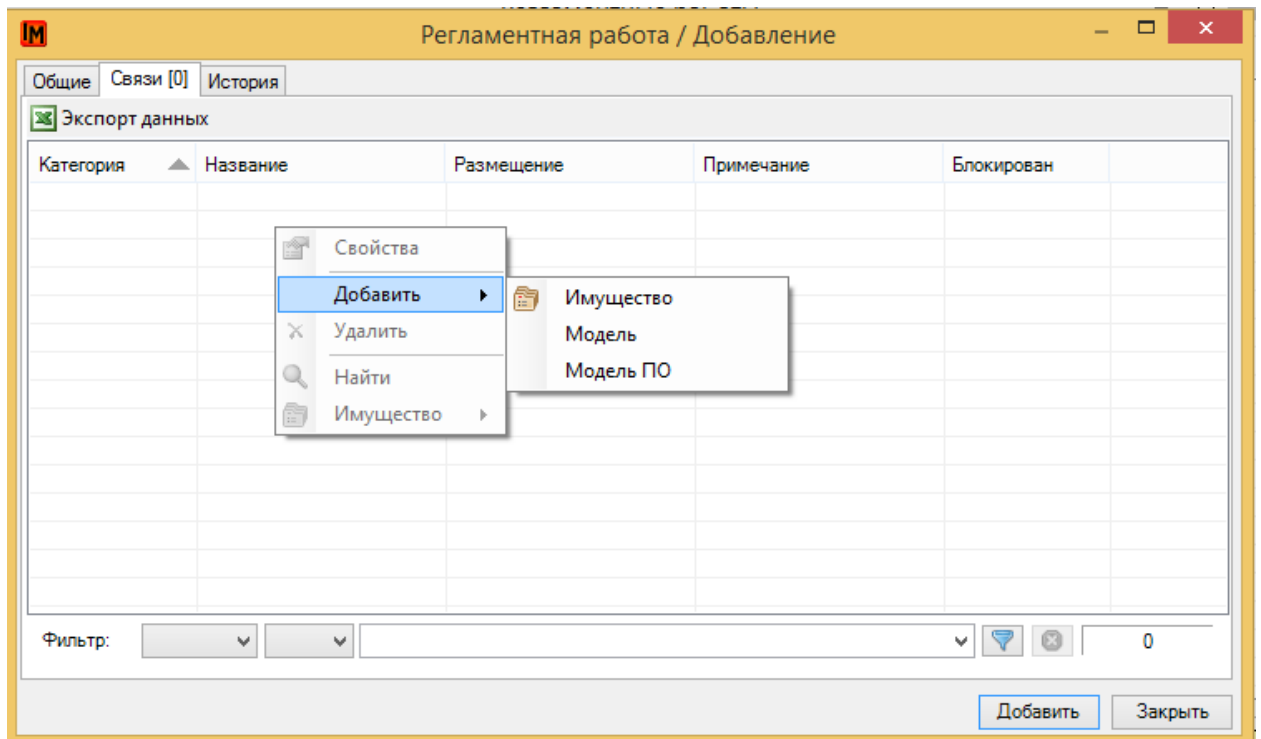 IM
Регламентная работа / Добавление
Общие Связи [0] История
Экспорт данных
Категория Название Размещение Примечание Блокирован
Свойства
Добавить
Удалить
Найти
Имущество
Имущество
Модель
Модель ПО
Фильтр: 0
Добавить Закрыть